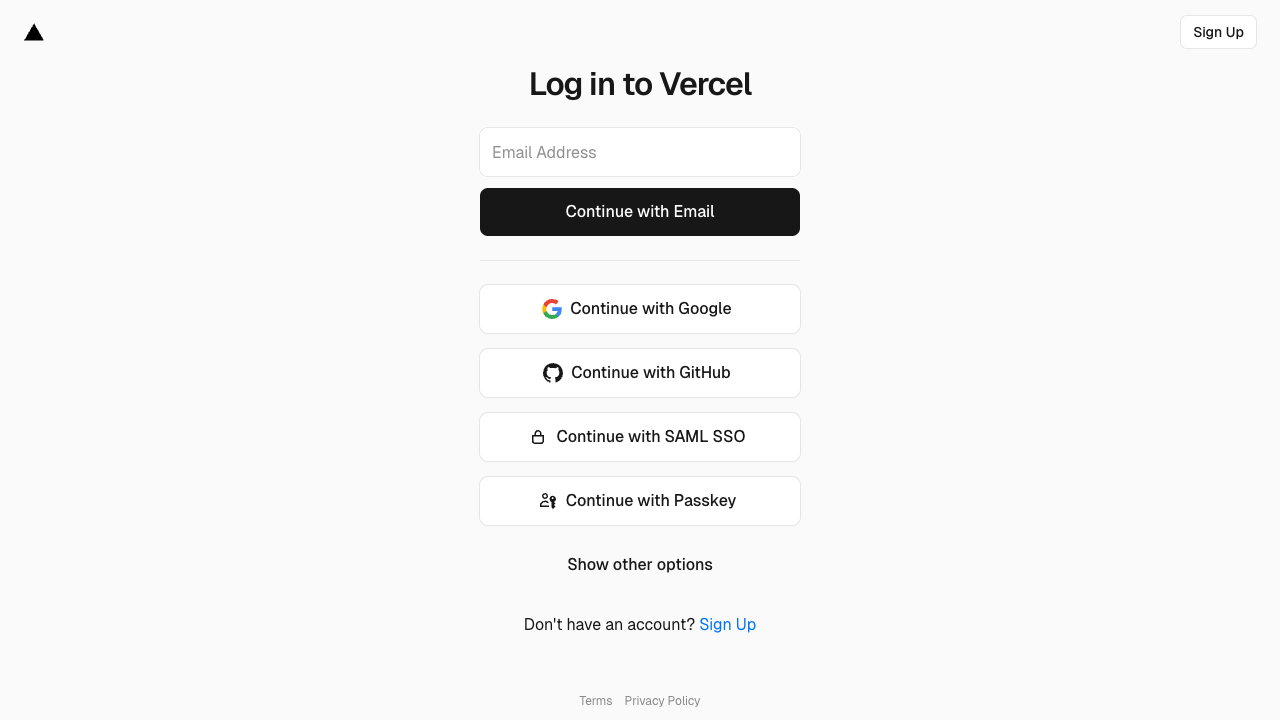 Sign Up
Log in to Vercel
Email Address
Continue with Email
Continue with Google
Continue with GitHub
Continue with SAML SSO
Continue with Passkey
Show other options
Don't have an account? Sign Up
Terms Privacy Policy